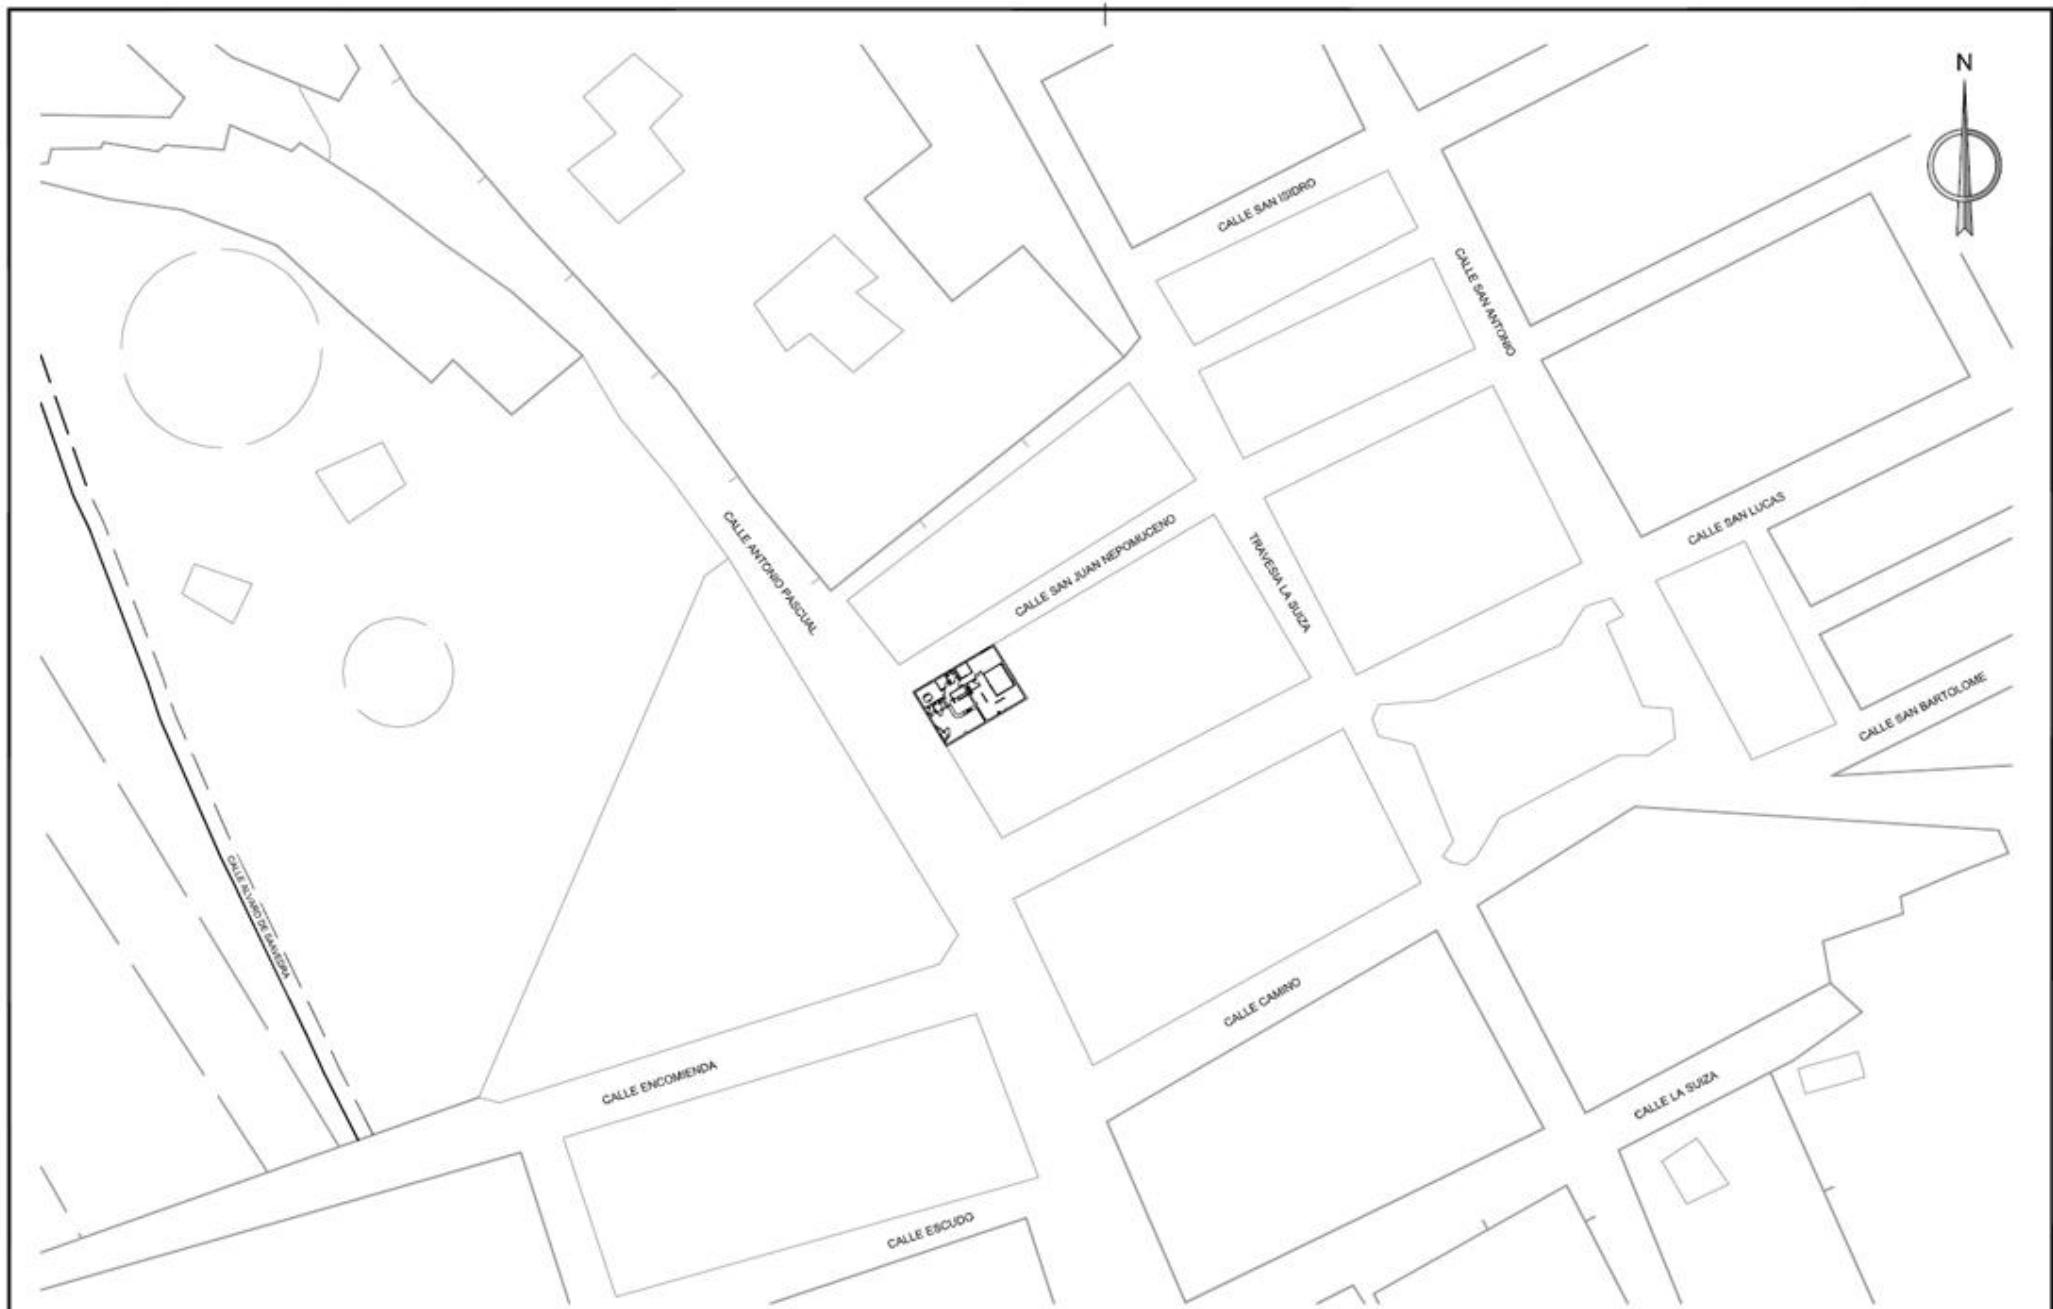 N
CALLE SAN ISIDRO
CALLE SAN ANTONIO
CALLE SAN LUCAS
CALLE ANTONIO PASCUAL
CALLE SAN JUAN NEPOMUCENO
TRAVESIA LA SUIZA
CALLE SAN BARTOLOME
CALLE ALVARO DE SAAVEDRA
CALLE CAMINO
CALLE ENCOMIENDA
CALLE LA SUIZA
CALLE ESCUDO